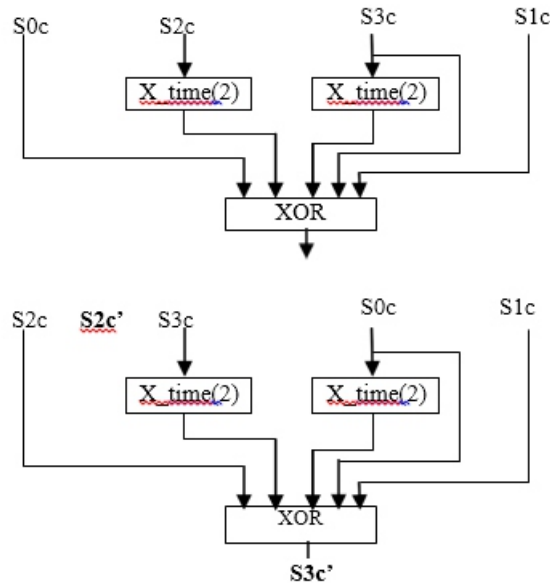 S0c S2c S3c S1c
X_time(2) X_time(2)
XOR
S2c S2c' S3c S0c S1c
X_time(2) X_time(2)
XOR
S3c'